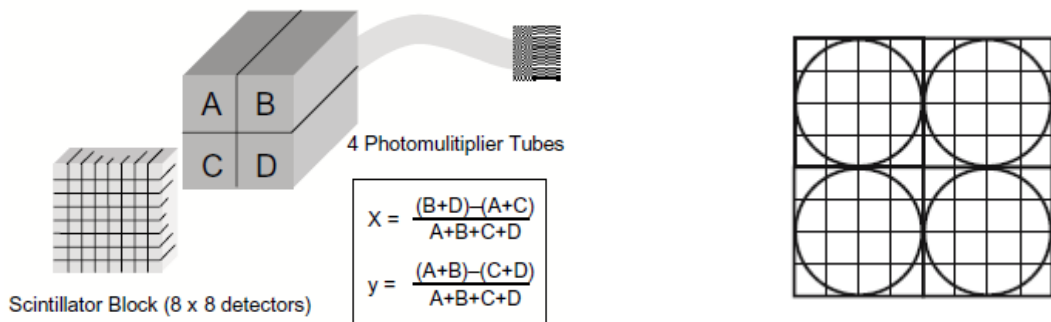 A B
C D
4 Photomulitiplier Tubes
X = (B+D)–(A+C)
A+B+C+D
y = (A+B)–(C+D)
A+B+C+D
Scintillator Block (8 x 8 detectors)